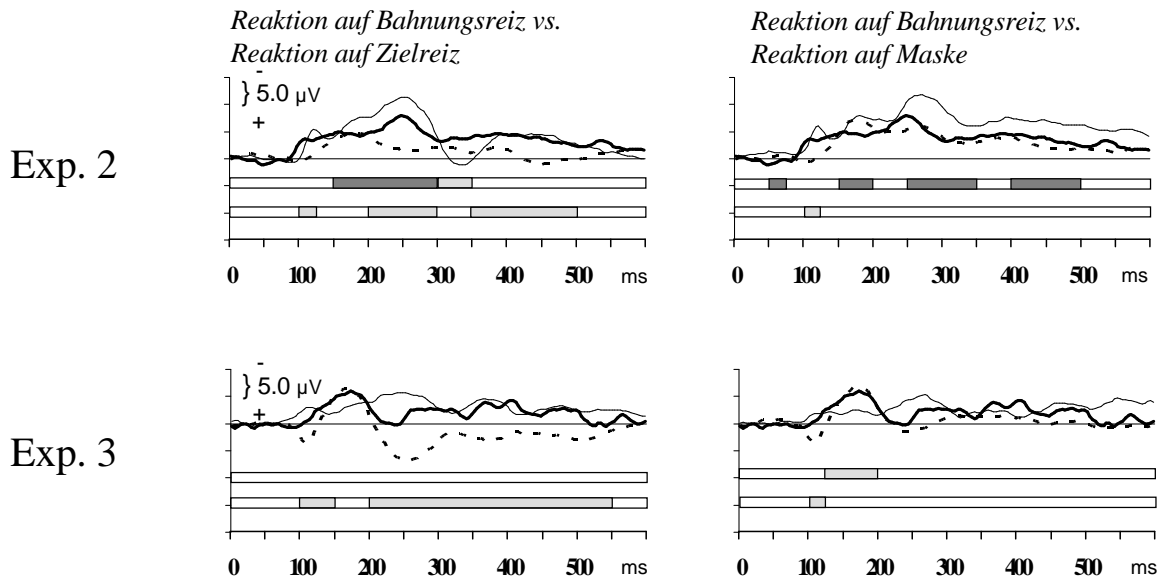 Reaktion auf Bahnungsreiz vs.
Reaktion auf Zielreiz
Reaktion auf Bahnungsreiz vs.
Reaktion auf Maske
Exp. 2
-
} 5.0 µV
+
0 100 200 300 400 500 ms
0 100 200 300 400 500 ms
Exp. 3
-
} 5.0 µV
+
0 100 200 300 400 500 ms
0 100 200 300 400 500 ms